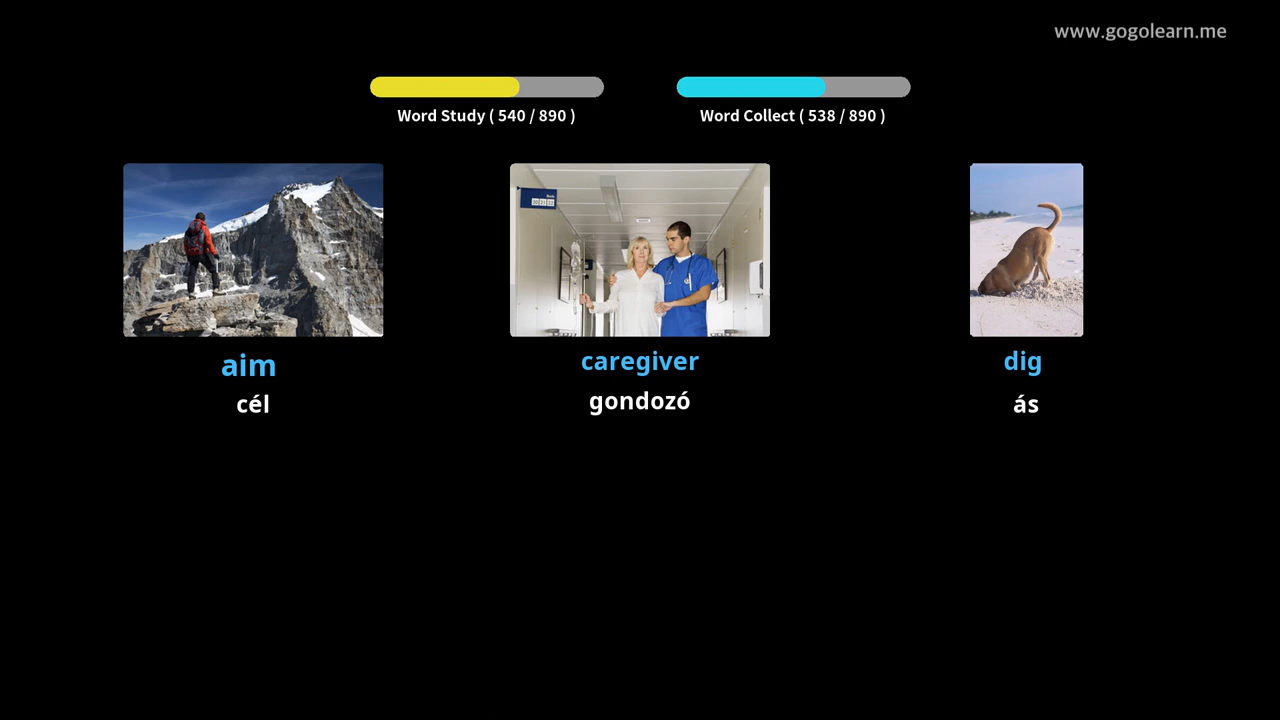 www.gogolearn.me
Word Study ( 540 / 890 )
Word Collect ( 538 / 890 )
aim
cél
caregiver
gondozó
dig
ás